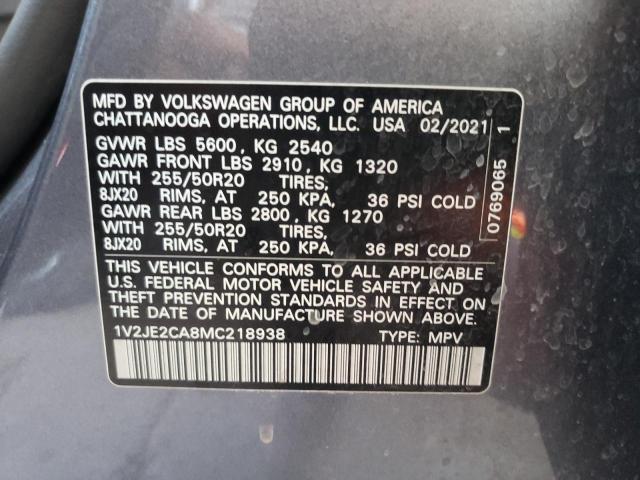 MFD BY VOLKSWAGEN GROUP OF AMERICA
CHATTANOOGA OPERATIONS, LLC. USA 02/2021
GVWR LBS 5600, KG 2540
GAWR FRONT LBS 2910, KG 1320
WITH 255/50R20 TIRES,
8JX20 RIMS, AT 250 KPA, 36 PSI COLD
GAWR REAR LBS 2800, KG 1270
WITH 255/50R20 TIRES,
8JX20 RIMS, AT 250 KPA, 36 PSI COLD
THIS VEHICLE CONFORMS TO ALL APPLICABLE
U.S. FEDERAL MOTOR VEHICLE SAFETY AND
THEFT PREVENTION STANDARDS IN EFFECT ON
THE DATE OF MANUFACTURE SHOWN ABOVE.
1V2JE2CA8MC218938 TYPE: MPV
0769065 1